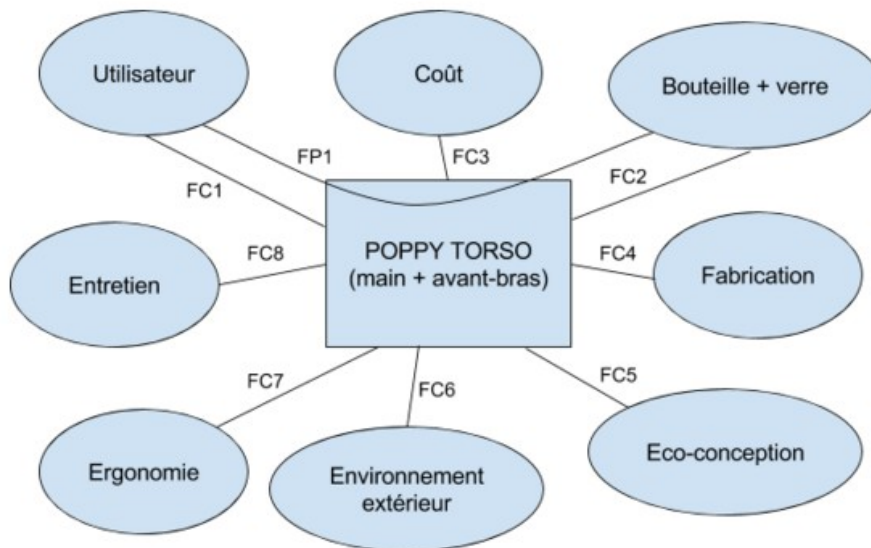 Utilisateur
Coût
Bouteille + verre
FP1
FC3
FC1
FC2
Entretien
FC8
POPPY TORSO
(main + avant-bras)
FC4
Fabrication
FC7
FC6
FC5
Ergonomie
Environnement
extérieur
Eco-conception